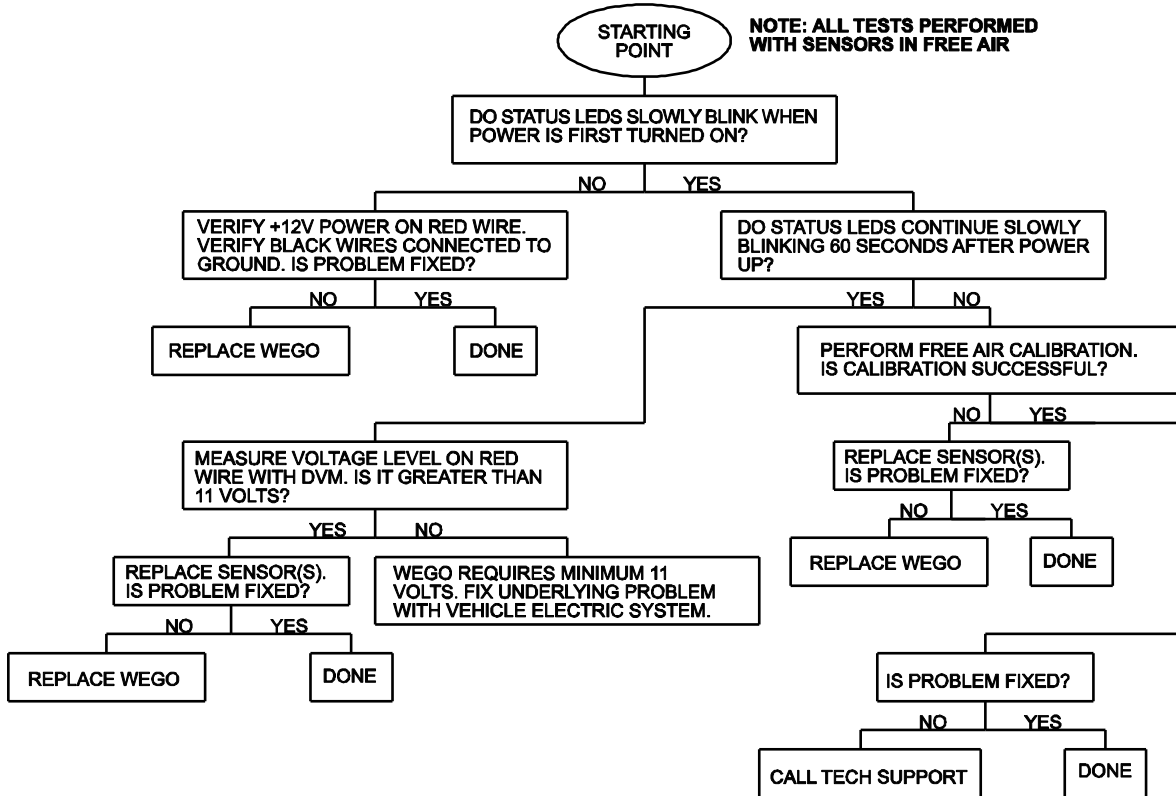 STARTING
POINT
NOTE: ALL TESTS PERFORMED
WITH SENSORS IN FREE AIR
DO STATUS LEDS SLOWLY BLINK WHEN
POWER IS FIRST TURNED ON?
NO
YES
VERIFY +12V POWER ON RED WIRE.
VERIFY BLACK WIRES CONNECTED TO
GROUND. IS PROBLEM FIXED?
DO STATUS LEDS CONTINUE SLOWLY
BLINKING 60 SECONDS AFTER POWER
UP?
NO
YES
YES
NO
REPLACE WEGO
DONE
PERFORM FREE AIR CALIBRATION.
IS CALIBRATION SUCCESSFUL?
NO
YES
MEASURE VOLTAGE LEVEL ON RED
WIRE WITH DVM. IS IT GREATER THAN
11 VOLTS?
REPLACE SENSOR(S).
IS PROBLEM FIXED?
YES
NO
NO
YES
REPLACE SENSOR(S).
IS PROBLEM FIXED?
WEGO REQUIRES MINIMUM 11
VOLTS. FIX UNDERLYING PROBLEM
WITH VEHICLE ELECTRIC SYSTEM.
REPLACE WEGO
DONE
NO
YES
REPLACE WEGO
DONE
IS PROBLEM FIXED?
NO
YES
CALL TECH SUPPORT
DONE